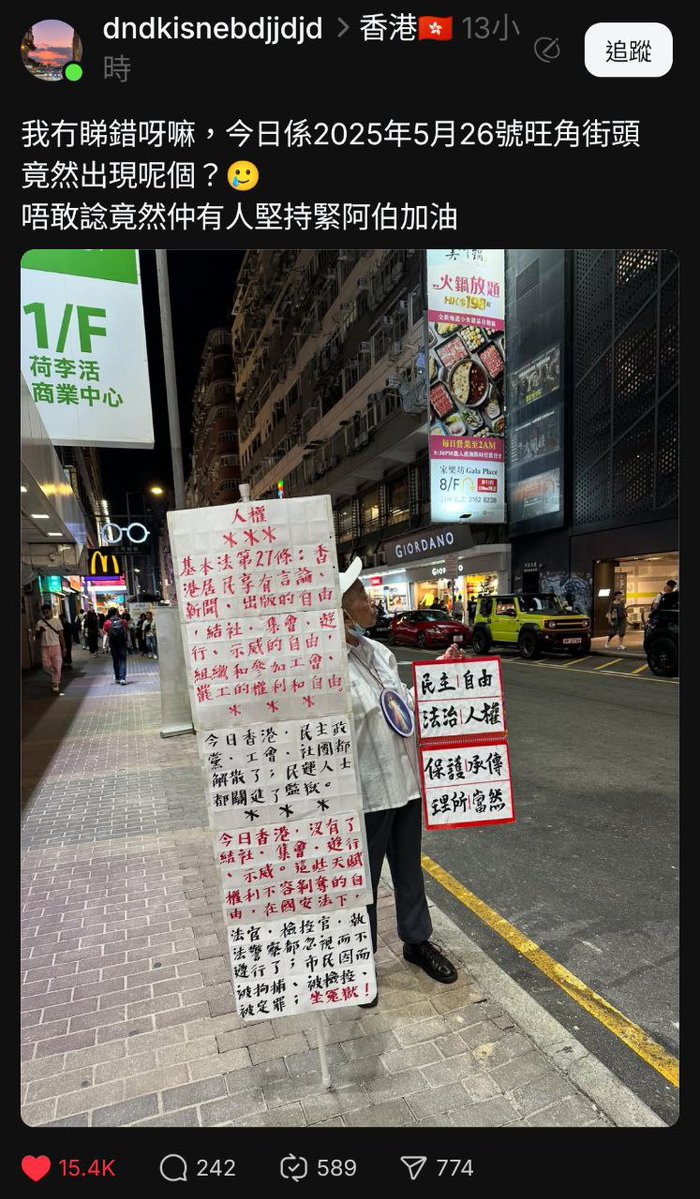 dndkisnebdjjdjd > 香港🇭🇰 13小時
追蹤
我冇睇錯呀嘛，今日係2025年5月26號旺角街頭
竟然出現呢個？🥲
唔敢諗竟然仲有人堅持緊阿伯加油
1/F
荷李活
商業中心
火鍋放題
HK$198
每日營業至2AM
家樂坊 Gala Place
8/F
GIORDANO
人權
***
基本法第27條：香
港居民享有言論、
新聞、出版的自由
，結社、集會、遊
行、示威的自由，
組織和參加工會、
罷工的權利和自由。
* * *
今日香港，民主政
黨、工會、社團都
解散了；民運人士
都關進了監獄。
* * *
今日香港，沒有了
結社、集會、遊行
、示威。這些天賦
權利不容剝奪的自
由，在國安法下，
法官、檢控官、執
法警察都忽視而不
遵行了；市民因而
被拘捕、被檢控、
被定罪；坐冤獄！
民主|自由
法治|人權
保護|承傳
理所|當然
15.4K
242
589
774